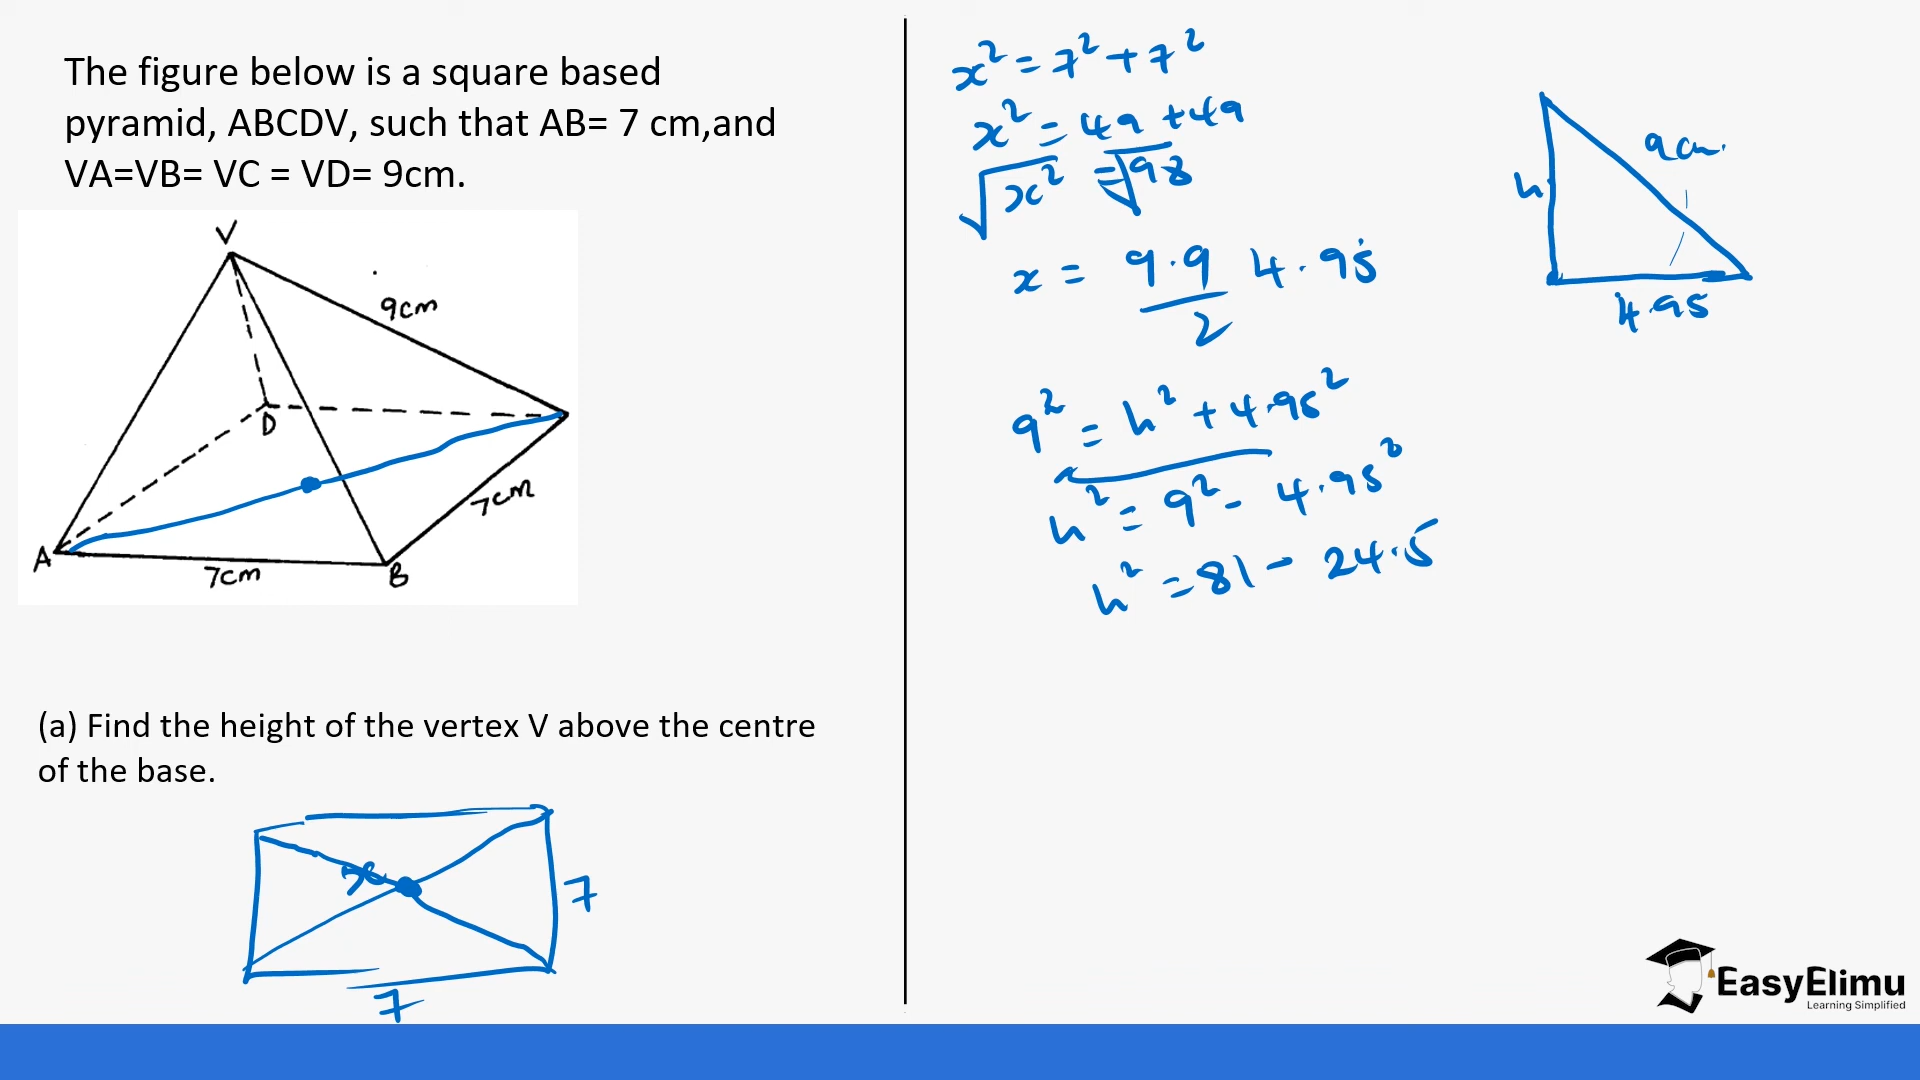 The figure below is a square based
pyramid, ABCDV, such that AB= 7 cm,and
VA=VB= VC = VD= 9cm.
V
9cm
D
7cm
A
7cm
B
(a) Find the height of the vertex V above the centre
of the base.
x
7
7
x² = 7² + 7²
x² = 49 + 49
√x² = √98
x = 9.9/2 4.95
9² = h² + 4.95²
h² = 9² - 4.95²
h² = 81 - 24.5
h
9cm.
4.95
EasyElimu
Learning Simplified